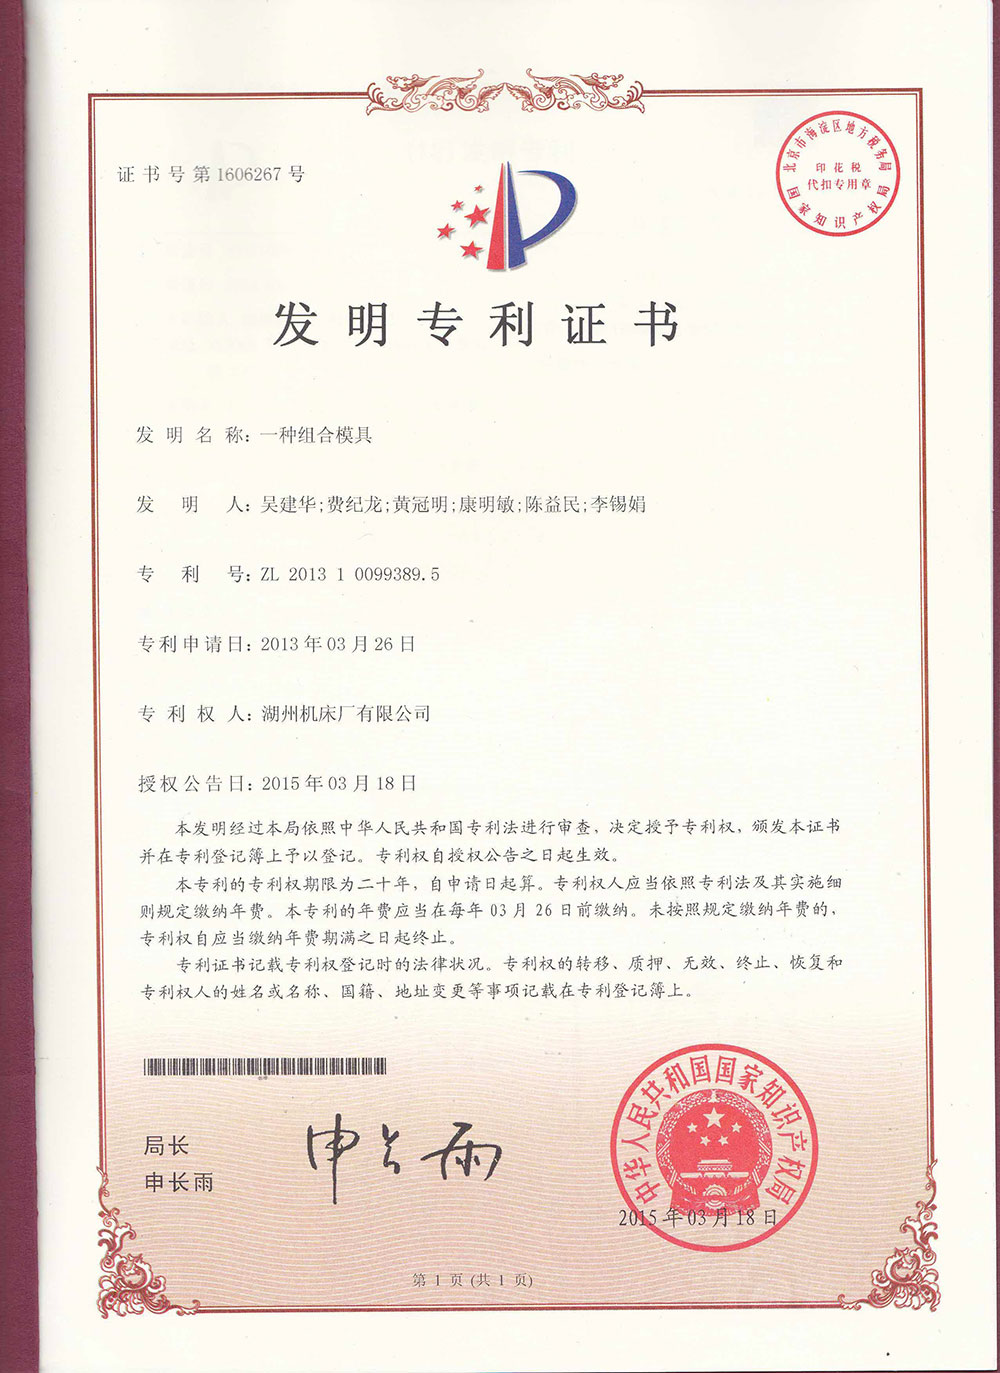 证书号第1606267号
北京市海淀区地方税务局
印花税
代扣专用章
国家知识产权局
发明专利证书
发明名称：一种组合模具
发明人：吴建华;费纪龙;黄冠明;康明敏;陈益民;李锡娟
专利号：ZL 2013 1 0099389.5
专利申请日：2013年03月26日
专利权人：湖州机床厂有限公司
授权公告日：2015年03月18日
本发明经过本局依照中华人民共和国专利法进行审查，决定授予专利权，颁发本证书
并在专利登记簿上予以登记。专利权自授权公告之日起生效。
本专利的专利权期限为二十年，自申请日起算。专利权人应当依照专利法及其实施细
则规定缴纳年费。本专利的年费应当在每年03月26日前缴纳。未按照规定缴纳年费的，
专利权自应当缴纳年费期满之日起终止。
专利证书记载专利权登记时的法律状况。专利权的转移、质押、无效、终止、恢复和
专利权人的姓名或名称、国籍、地址变更等事项记载在专利登记簿上。
局长
申长雨
申长雨
中华人民共和国国家知识产权局
2015年03月18日
第1页(共1页)